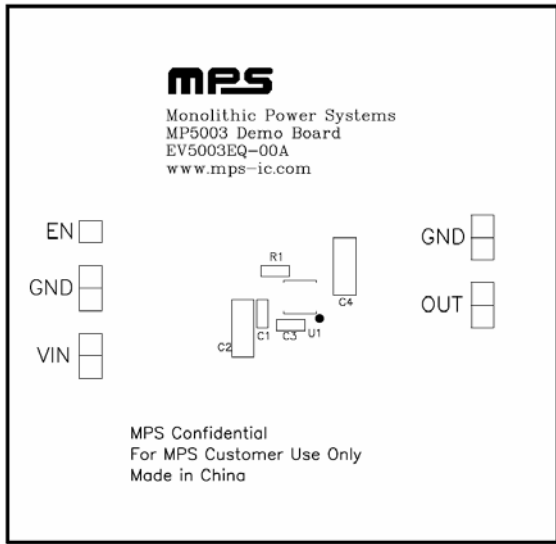 MPS
Monolithic Power Systems
MP5003 Demo Board
EV5003EQ-00A
www.mps-ic.com
EN
GND
GND
R1
C4
OUT
VIN
C2
C1
C3
U1
MPS Confidential
For MPS Customer Use Only
Made in China